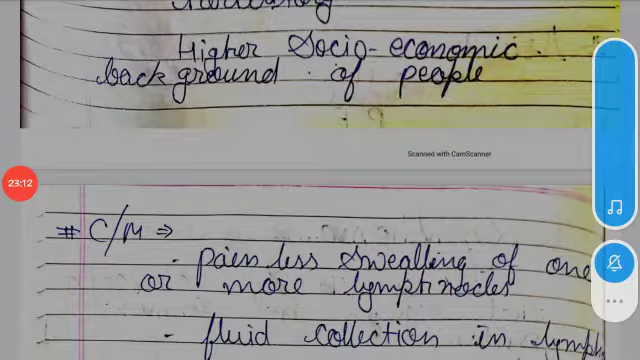 Higher Socio-economic
background of people
Scanned with CamScanner
23:12
# C/M ⇒
- Painless swelling of one
or more lymph nodes
- fluid collection in lymph